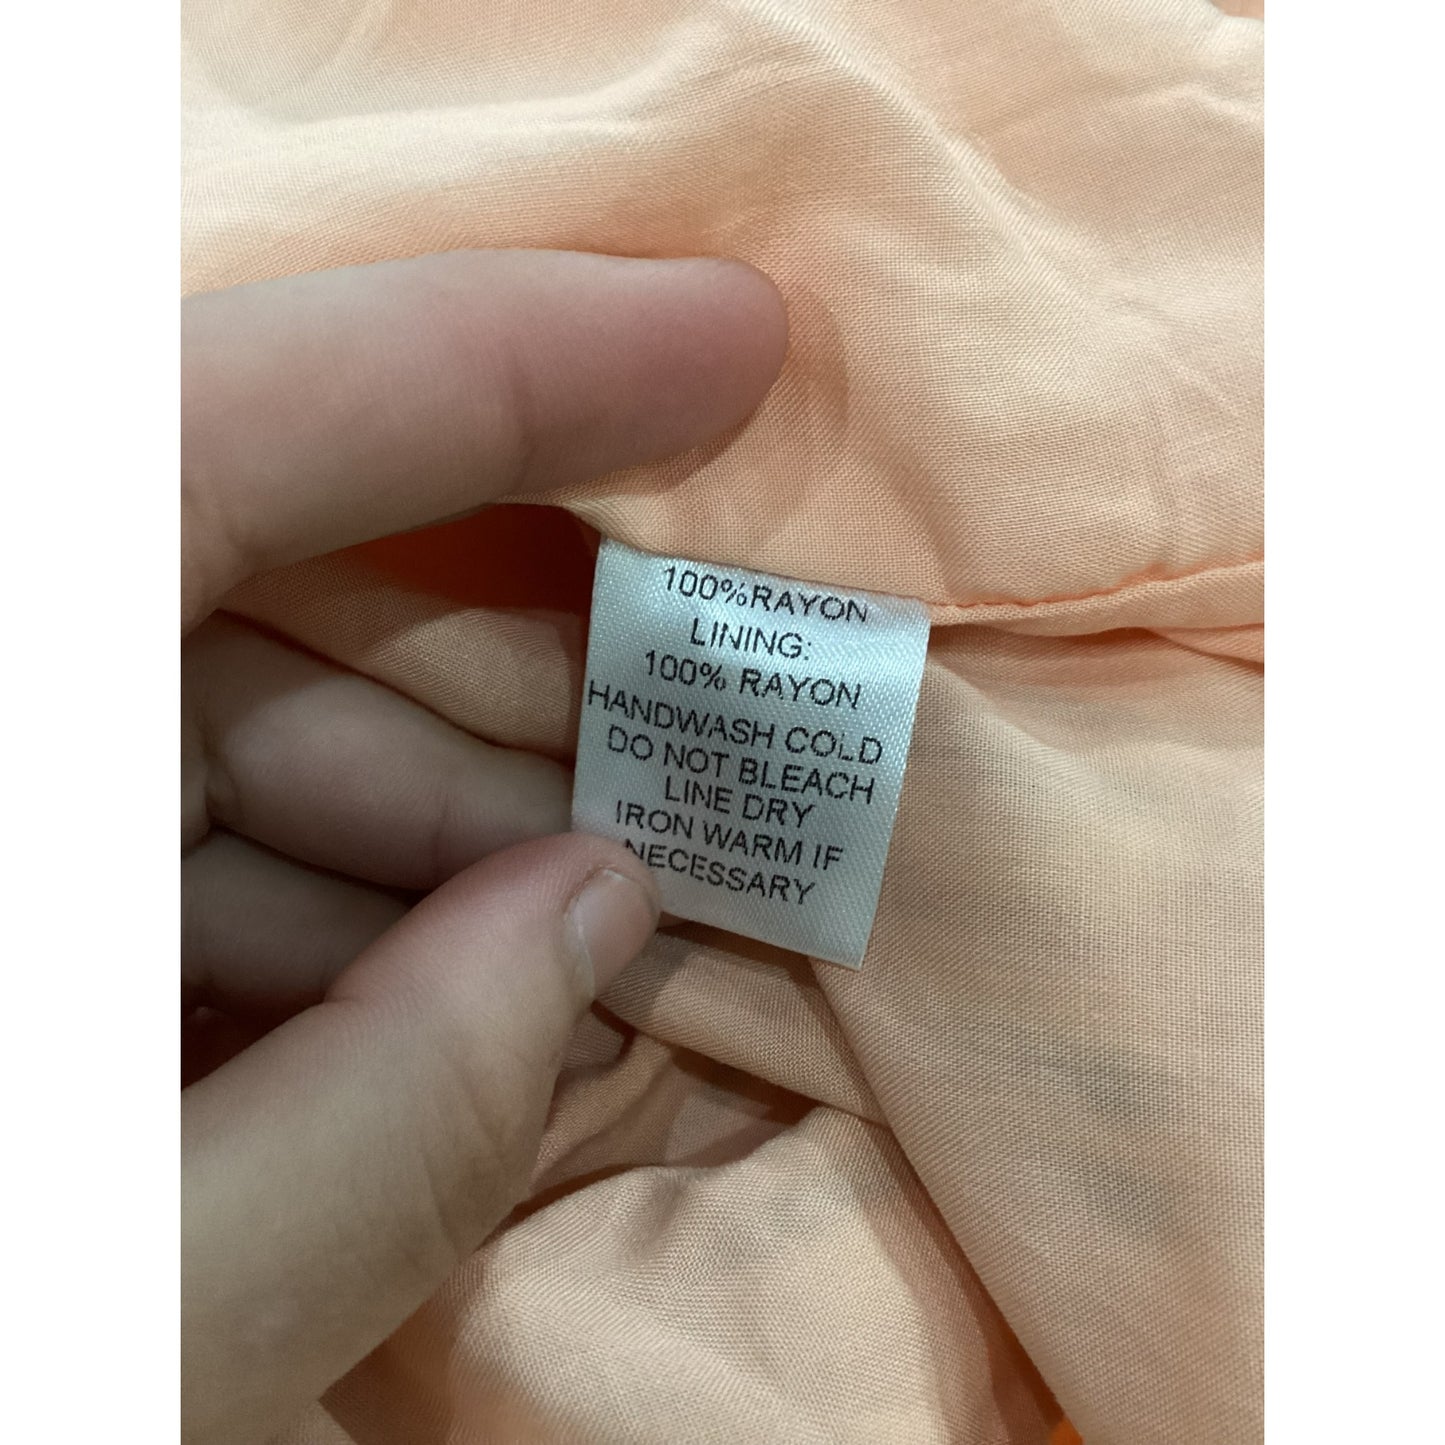 100%RAYON
LINING:
100% RAYON
HANDWASH COLD
DO NOT BLEACH
LINE DRY
IRON WARM IF
NECESSARY